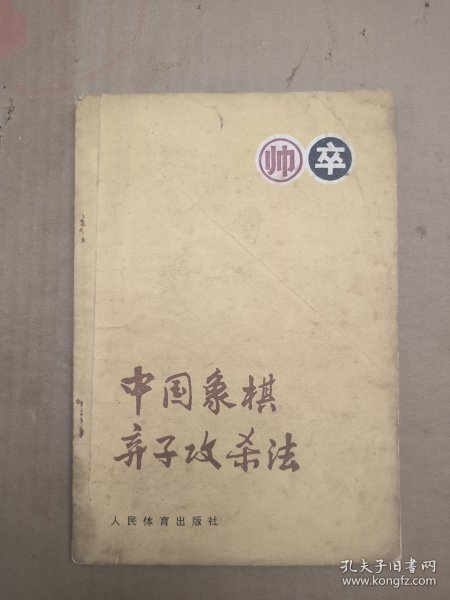 帅 卒
中国象棋
弃子攻杀法
人民体育出版社
孔夫子旧书网
www.kongfz.com